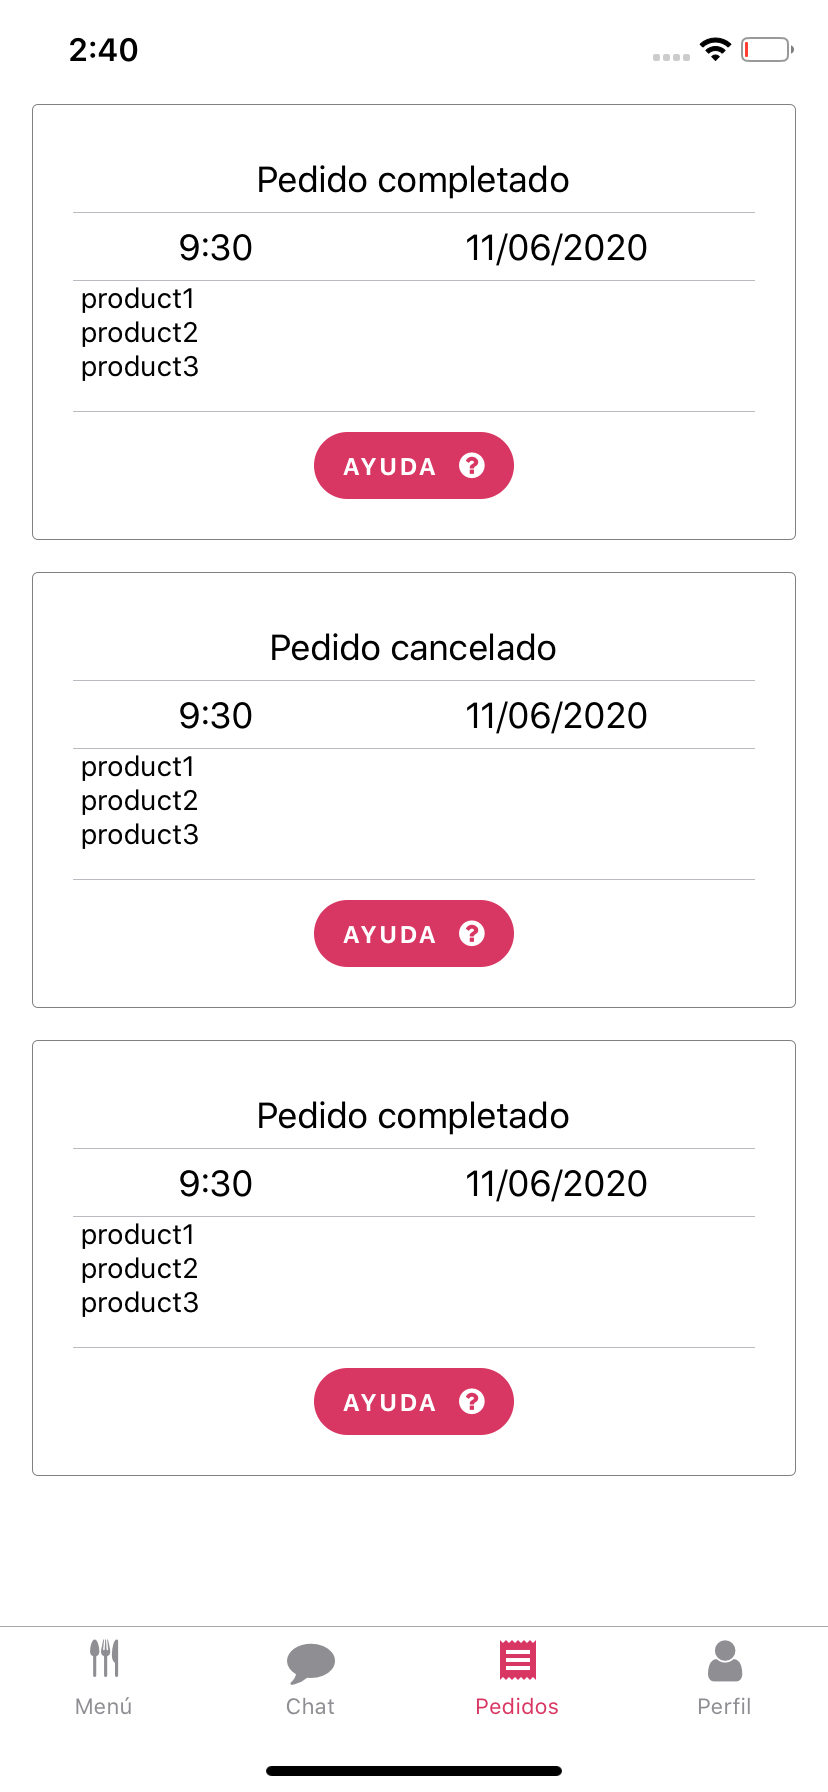 2:40
Pedido completado
9:30 11/06/2020
product1
product2
product3
AYUDA ?
Pedido cancelado
9:30 11/06/2020
product1
product2
product3
AYUDA ?
Pedido completado
9:30 11/06/2020
product1
product2
product3
AYUDA ?
Menú Chat Pedidos Perfil